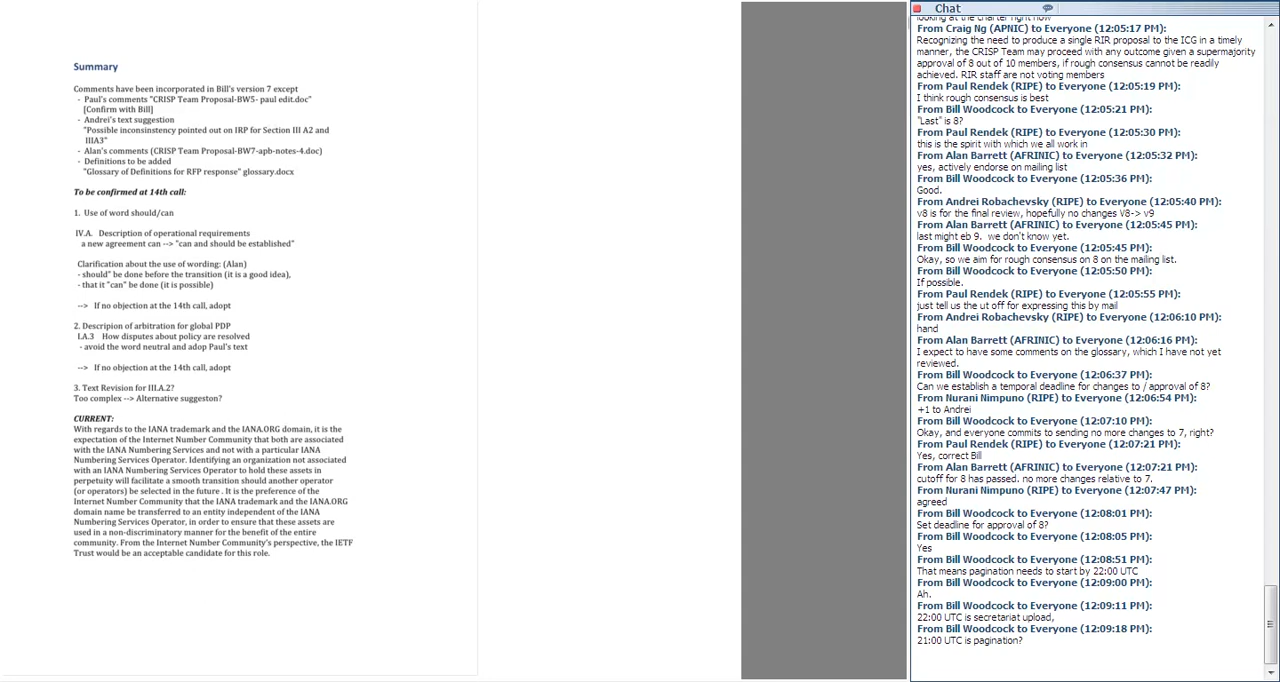 Summary
Comments have been incorporated in Bill's version 7 except
- Paul's comments "CRISP Team Proposal-BW5- paul edit.doc"
[Confirm with Bill]
- Andrei's text suggestion
"Possible inconsinstency pointed out on IRP for Section III A2 and
IIIA3"
- Alan's comments (CRISP Team Proposal-BW7-apb-notes-4.doc)
- Definitions to be added
"Glossary of Definitions for RFP response" glossary.docx
To be confirmed at 14th call:
1. Use of word should/can
IV.A. Description of operational requirements
a new agreement can --> "can and should be established"
Clarification about the use of wording: (Alan)
- should" be done before the transition (it is a good idea),
- that it "can" be done (it is possible)
--> If no objection at the 14th call, adopt
2. Descripion of arbitration for global PDP
I.A.3 How disputes about policy are resolved
- avoid the word neutral and adop Paul's text
--> If no objection at the 14th call, adopt
3. Text Revision for III.A.2?
Too complex --> Alternative suggeston?
CURRENT:
With regards to the IANA trademark and the IANA.ORG domain, it is the
expectation of the Internet Number Community that both are associated
with the IANA Numbering Services and not with a particular IANA
Numbering Services Operator. Identifying an organization not associated
with an IANA Numbering Services Operator to hold these assets in
perpetuity will facilitate a smooth transition should another operator
(or operators) be selected in the future . It is the preference of the
Internet Number Community that the IANA trademark and the IANA.ORG
domain name be transferred to an entity independent of the IANA
Numbering Services Operator, in order to ensure that these assets are
used in a non-discriminatory manner for the benefit of the entire
community. From the Internet Number Community's perspective, the IETF
Trust would be an acceptable candidate for this role.
Chat
looking at the charter right now
From Craig Ng (APNIC) to Everyone (12:05:17 PM):
Recognizing the need to produce a single RIR proposal to the ICG in a timely
manner, the CRISP Team may proceed with any outcome given a supermajority
approval of 8 out of 10 members, if rough consensus cannot be readily
achieved. RIR staff are not voting members
From Paul Rendek (RIPE) to Everyone (12:05:19 PM):
I think rough consensus is best
From Bill Woodcock to Everyone (12:05:21 PM):
"Last" is 8?
From Paul Rendek (RIPE) to Everyone (12:05:30 PM):
this is the spirit with which we all work in
From Alan Barrett (AFRINIC) to Everyone (12:05:32 PM):
yes, actively endorse on mailing list
From Bill Woodcock to Everyone (12:05:36 PM):
Good.
From Andrei Robachevsky (RIPE) to Everyone (12:05:40 PM):
v8 is for the final review, hopefully no changes V8-> v9
From Alan Barrett (AFRINIC) to Everyone (12:05:45 PM):
last might eb 9. we don't know yet.
From Bill Woodcock to Everyone (12:05:45 PM):
Okay, so we aim for rough consensus on 8 on the mailing list.
From Bill Woodcock to Everyone (12:05:50 PM):
If possible.
From Paul Rendek (RIPE) to Everyone (12:05:55 PM):
just tell us the ut off for expressing this by mail
From Andrei Robachevsky (RIPE) to Everyone (12:06:10 PM):
hand
From Alan Barrett (AFRINIC) to Everyone (12:06:16 PM):
I expect to have some comments on the glossary, which I have not yet
reviewed.
From Bill Woodcock to Everyone (12:06:37 PM):
Can we establish a temporal deadline for changes to / approval of 8?
From Nurani Nimpuno (RIPE) to Everyone (12:06:54 PM):
+1 to Andrei
From Bill Woodcock to Everyone (12:07:10 PM):
Okay, and everyone commits to sending no more changes to 7, right?
From Paul Rendek (RIPE) to Everyone (12:07:21 PM):
Yes, correct Bill
From Alan Barrett (AFRINIC) to Everyone (12:07:21 PM):
cutoff for 8 has passed. no more changes relative to 7.
From Nurani Nimpuno (RIPE) to Everyone (12:07:47 PM):
agreed
From Bill Woodcock to Everyone (12:08:01 PM):
Set deadline for approval of 8?
From Bill Woodcock to Everyone (12:08:05 PM):
Yes
From Bill Woodcock to Everyone (12:08:51 PM):
That means pagination needs to start by 22:00 UTC
From Bill Woodcock to Everyone (12:09:00 PM):
Ah.
From Bill Woodcock to Everyone (12:09:11 PM):
22:00 UTC is secretariat upload,
From Bill Woodcock to Everyone (12:09:18 PM):
21:00 UTC is pagination?